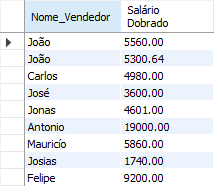 Nome_Vendedor Salário
Dobrado
João 5560.00
João 5300.64
Carlos 4980.00
José 3600.00
Jonas 4601.00
Antonio 19000.00
Mauricío 5860.00
Josias 1740.00
Felipe 9200.00